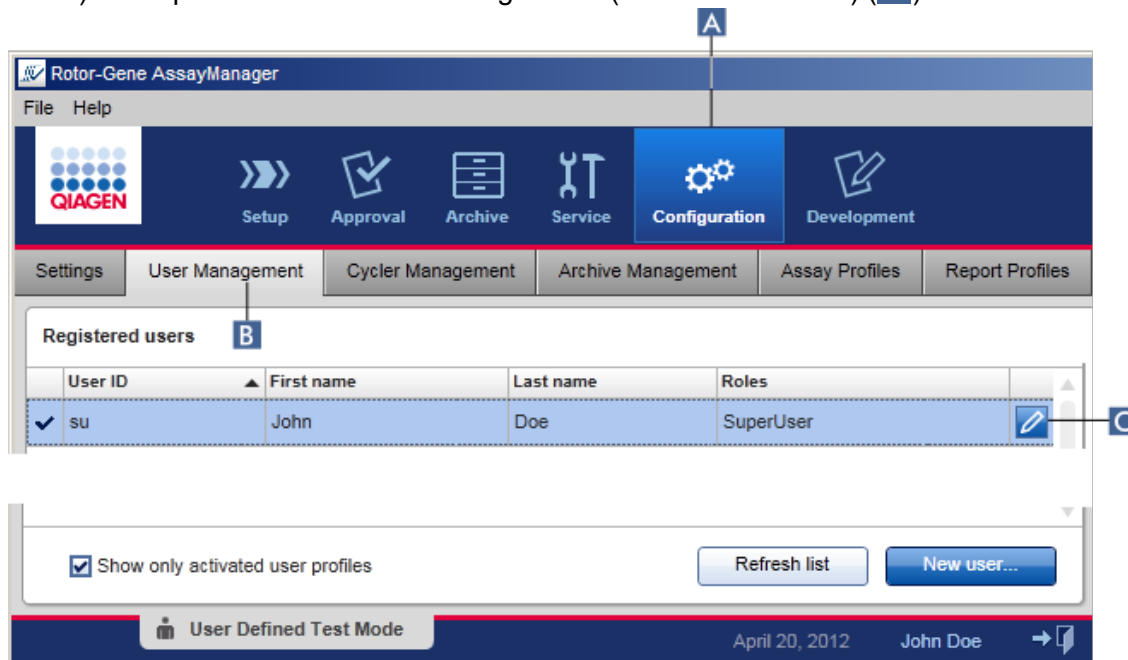 A
Rotor-Gene AssayManager
File Help
QIAGEN
Setup Approval Archive Service Configuration Development
Settings User Management Cycler Management Archive Management Assay Profiles Report Profiles
Registered users B
User ID First name Last name Roles
su John Doe SuperUser C
Show only activated user profiles Refresh list New user...
User Defined Test Mode April 20, 2012 John Doe